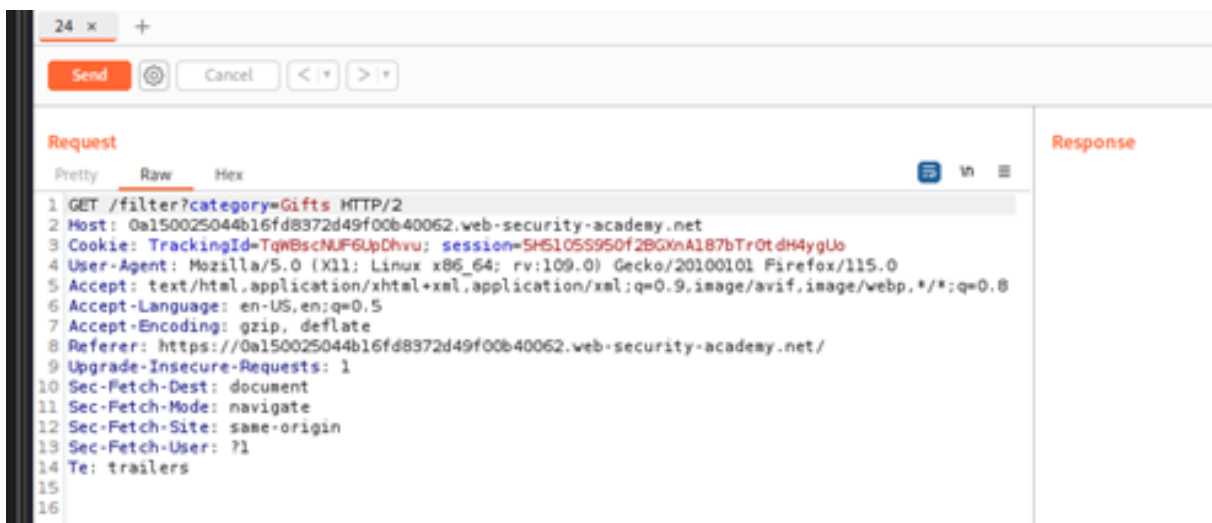 24 × +
Send Cancel < >
Request
Response
Pretty Raw Hex \n
1 GET /filter?category=Gifts HTTP/2
2 Host: 0a150025044b16fd8372d49f00b40062.web-security-academy.net
3 Cookie: TrackingId=TqWBscNUF6UpDhvu; session=5HS1O5S95Of2BGXnA187bTrOtdH4ygUo
4 User-Agent: Mozilla/5.0 (X11; Linux x86_64; rv:109.0) Gecko/20100101 Firefox/115.0
5 Accept: text/html,application/xhtml+xml,application/xml;q=0.9,image/avif,image/webp,*/*;q=0.8
6 Accept-Language: en-US,en;q=0.5
7 Accept-Encoding: gzip, deflate
8 Referer: https://0a150025044b16fd8372d49f00b40062.web-security-academy.net/
9 Upgrade-Insecure-Requests: 1
10 Sec-Fetch-Dest: document
11 Sec-Fetch-Mode: navigate
12 Sec-Fetch-Site: same-origin
13 Sec-Fetch-User: ?1
14 Te: trailers
15
16